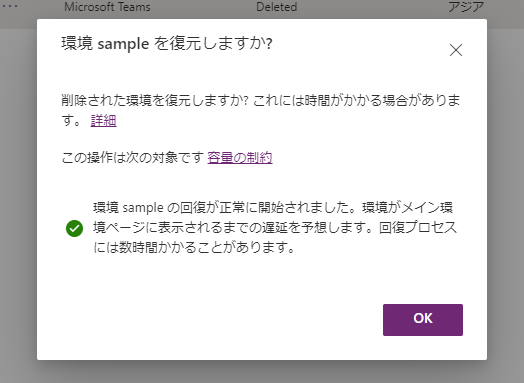 Microsoft Teams Deleted アジア
環境 sample を復元しますか?
削除された環境を復元しますか? これには時間がかかる場合がありま
す。 詳細
この操作は次の対象です 容量の制約
環境 sample の回復が正常に開始されました。環境がメイン環
境ページに表示されるまでの遅延を予想します。回復プロセス
には数時間かかることがあります。
OK